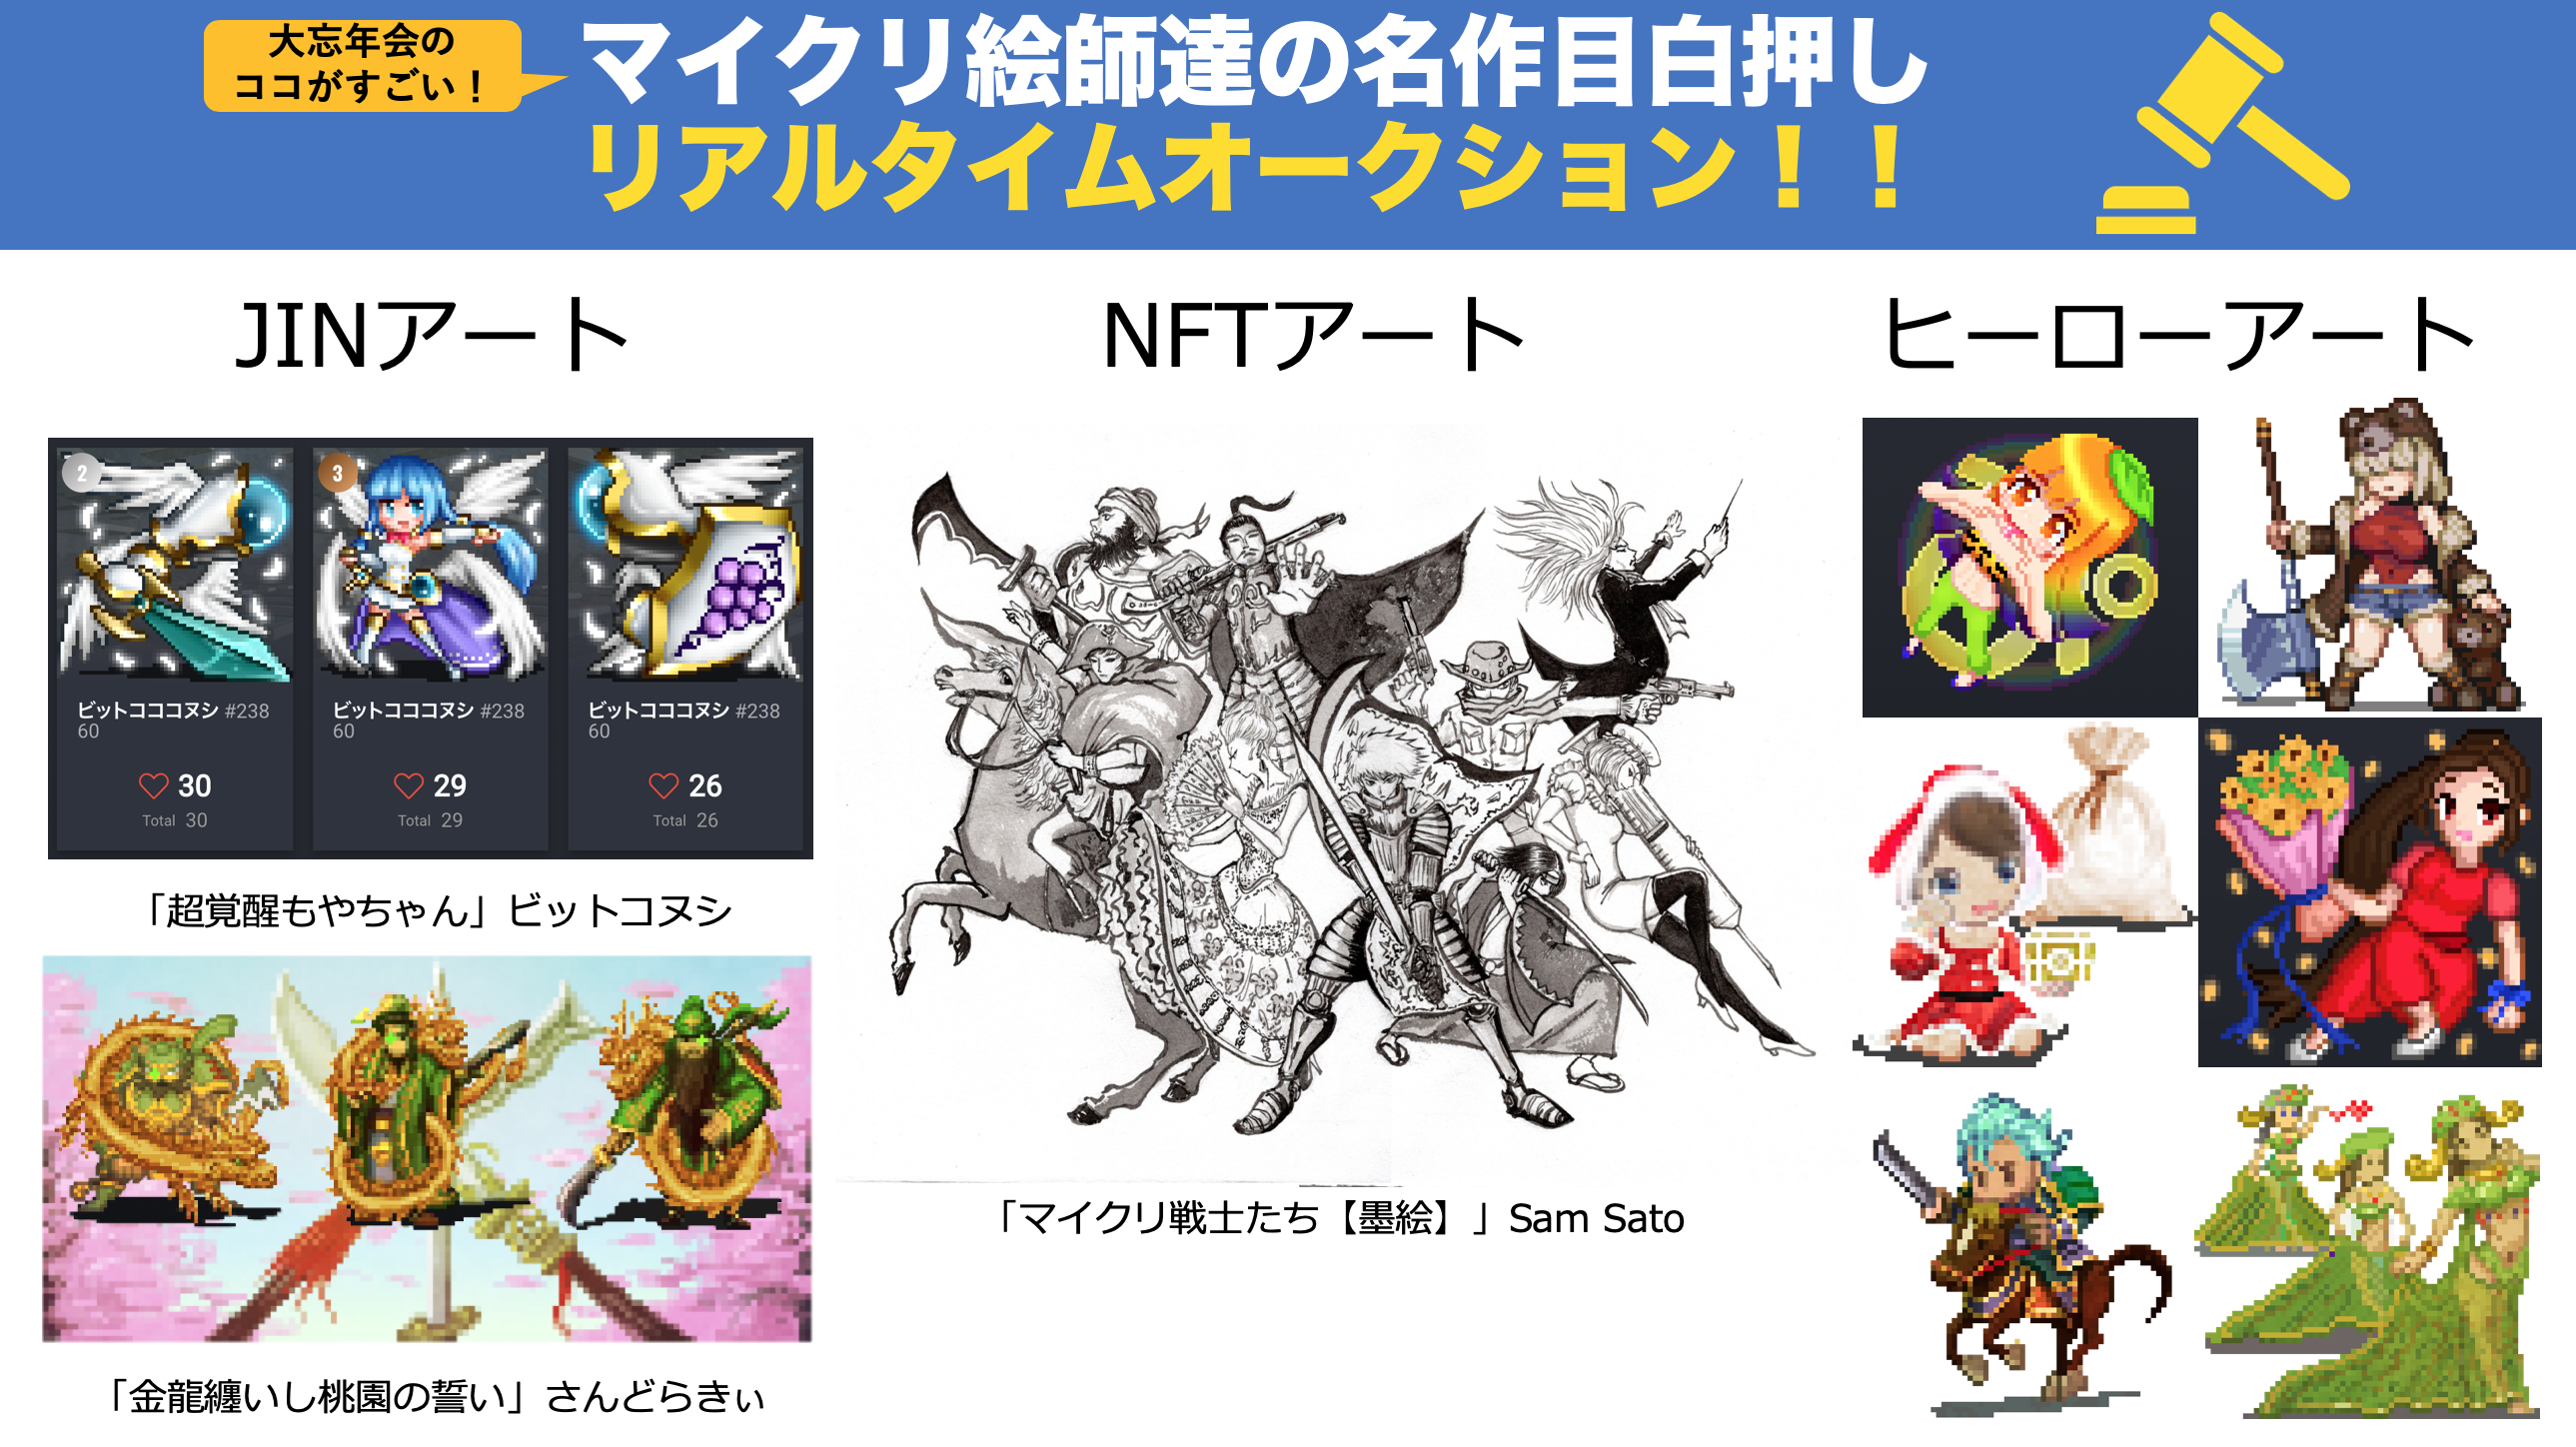 大忘年会の
ココがすごい！
マイクリ絵師達の名作目白押し
リアルタイムオークション！！
JINアート
NFTアート
ヒーローアート
2
3
ビットコココヌシ #238
60
ビットコココヌシ #238
60
ビットコココヌシ #238
60
30
29
26
Total 30
Total 29
Total 26
「超覚醒もやちゃん」ビットコヌシ
「金龍纏いし桃園の誓い」さんどらきぃ
「マイクリ戦士たち【墨絵】」Sam Sato